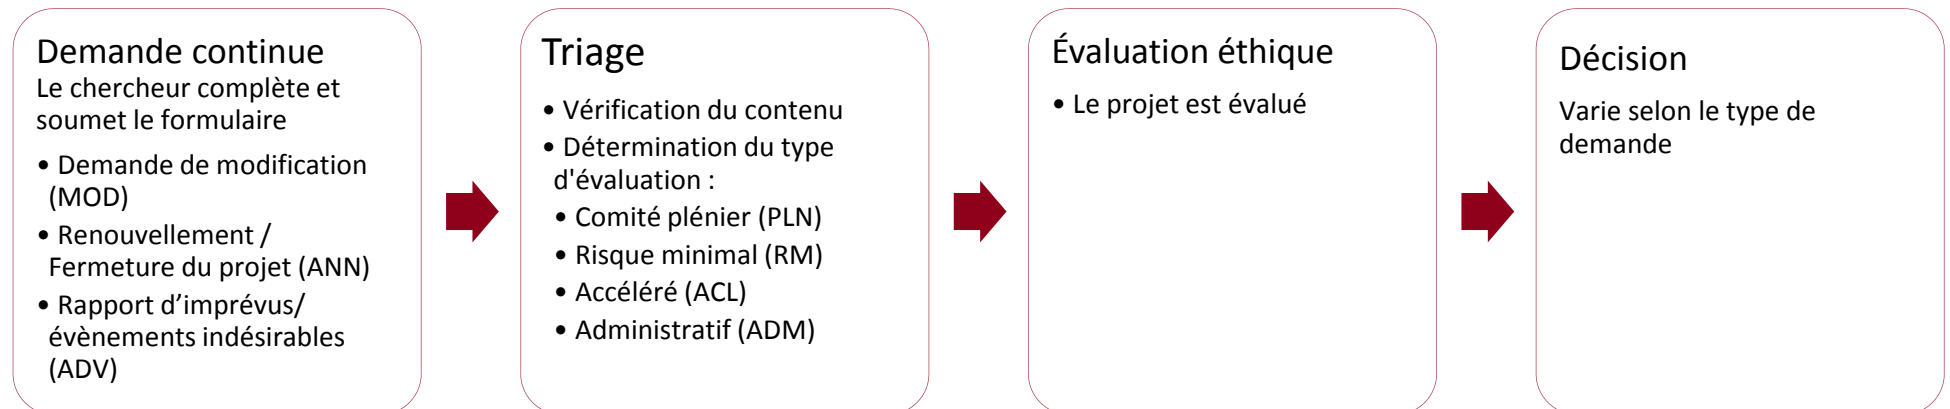 Demande continue
Le chercheur complète et
soumet le formulaire
• Demande de modification
(MOD)
• Renouvellement /
Fermeture du projet (ANN)
• Rapport d’imprévus/
évènements indésirables
(ADV)
Triage
• Vérification du contenu
• Détermination du type
d'évaluation :
• Comité plénier (PLN)
• Risque minimal (RM)
• Accéléré (ACL)
• Administratif (ADM)
Évaluation éthique
• Le projet est évalué
Décision
Varie selon le type de
demande